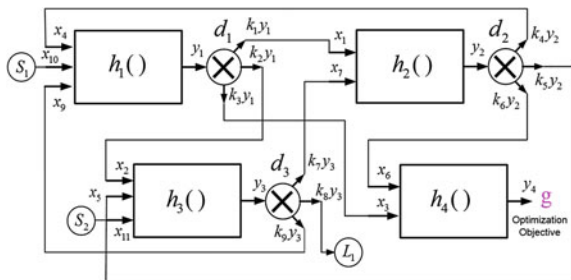 x₄
d₁
k₁y₁
x₁
d₂
k₄y₂
S₁
x₁₀
h₁()
y₁
k₂y₁
h₂()
y₂
k₅y₂
x₉
k₃y₁
x₇
k₆y₂
x₂
x₅
h₃()
y₃
d₃
k₇y₃
k₈y₃
k₉y₃
S₂
x₁₁
L₁
x₆
x₃
h₄()
y₄
g
Optimization
Objective